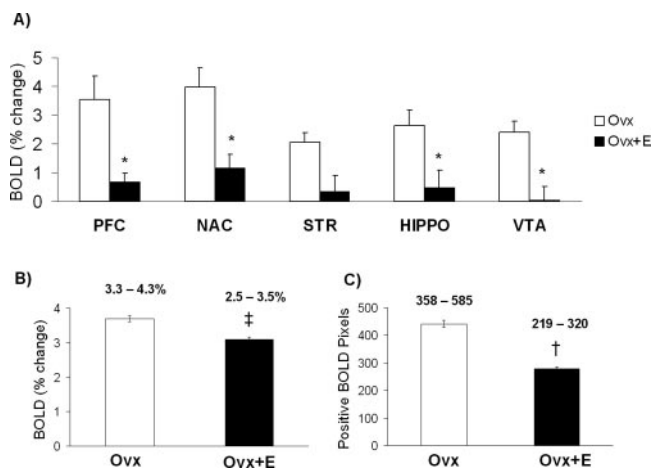 A)
BOLD (% change)
5
4
3
2
1
0
* * * *
PFC NAC STR HIPPO VTA
Ovx
Ovx+E
B)
3.3 – 4.3% 2.5 – 3.5%
‡
BOLD (% change)
4
3
2
1
0
Ovx Ovx+E
C)
358 – 585
219 – 320
†
Positive BOLD Pixels
500
400
300
200
100
0
Ovx Ovx+E